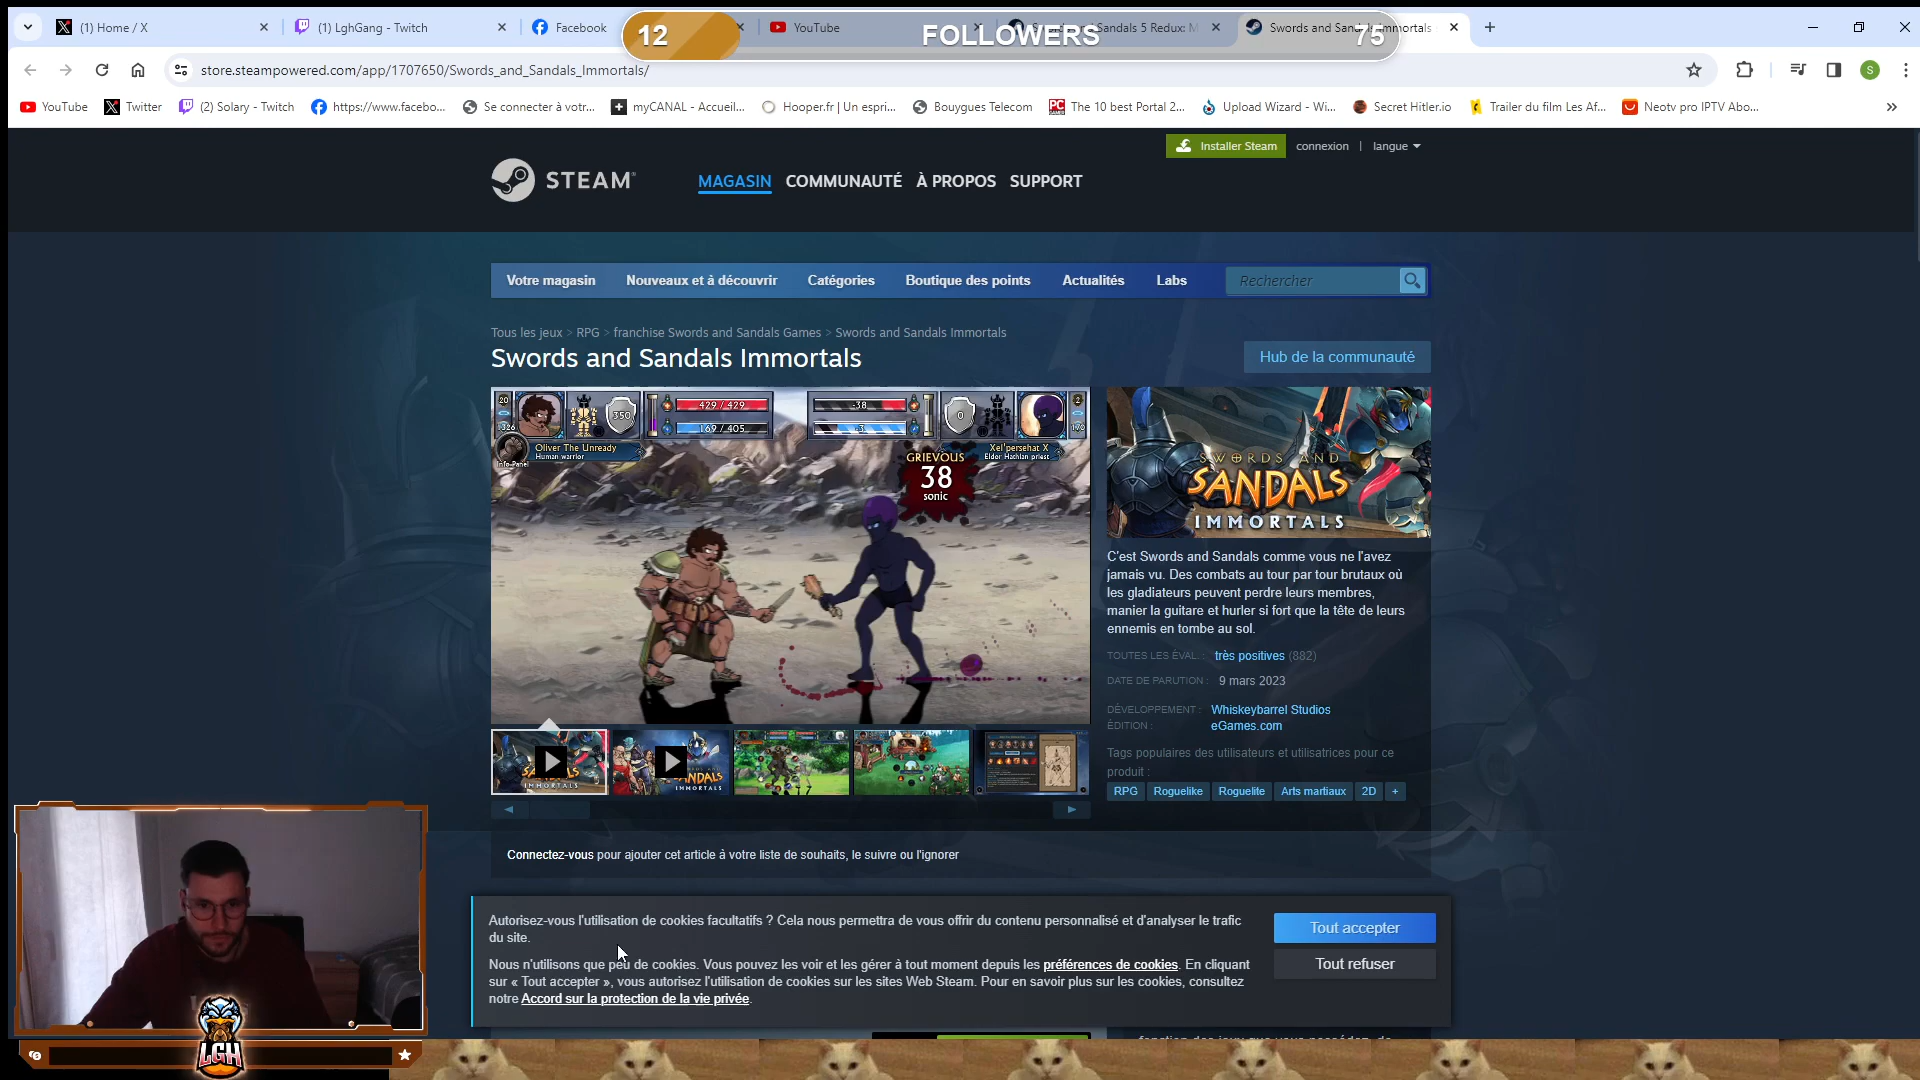 (1) Home / X
(1) LghGang - Twitch
Facebook
YouTube
Sandals 5 Redux: M
Swords and Sandals Immortals
12
FOLLOWERS
75
store.steampowered.com/app/1707650/Swords_and_Sandals_Immortals/
S
YouTube
Twitter
(2) Solary - Twitch
https://www.facebo...
Se connecter à votr...
myCANAL - Accueil...
Hooper.fr | Un espri...
Bouygues Telecom
The 10 best Portal 2...
Upload Wizard - Wi...
Secret Hitler.io
Trailer du film Les Af...
Neotv pro IPTV Abo...
Installer Steam
connexion
|
langue
STEAM
MAGASIN
COMMUNAUTÉ
À PROPOS
SUPPORT
Votre magasin
Nouveaux et à découvrir
Catégories
Boutique des points
Actualités
Labs
Rechercher
Tous les jeux > RPG > franchise Swords and Sandals Games > Swords and Sandals Immortals
Swords and Sandals Immortals
Hub de la communauté
20
350
429 / 429
169 / 405
Oliver The Unready
Human warrior
-38
-3
0
2
170
Xel'persehat X
Eldor Hathlan priest
GRIEVOUS
38
sonic
SWORDS AND
SANDALS
IMMORTALS
C'est Swords and Sandals comme vous ne l'avez
jamais vu. Des combats au tour par tour brutaux où
les gladiateurs peuvent perdre leurs membres,
manier la guitare et hurler si fort que la tête de leurs
ennemis en tombe au sol.
TOUTES LES ÉVAL. : très positives (882)
DATE DE PARUTION : 9 mars 2023
DÉVELOPPEMENT : Whiskeybarrel Studios
ÉDITION : eGames.com
Tags populaires des utilisateurs et utilisatrices pour ce
produit :
RPG
Roguelike
Roguelite
Arts martiaux
2D
+
IMMORTALS
IMMORTALS
Connectez-vous pour ajouter cet article à votre liste de souhaits, le suivre ou l'ignorer
Autorisez-vous l'utilisation de cookies facultatifs ? Cela nous permettra de vous offrir du contenu personnalisé et d'analyser le trafic
du site.
Nous n'utilisons que peu de cookies. Vous pouvez les voir et les gérer à tout moment depuis les préférences de cookies. En cliquant
sur « Tout accepter », vous autorisez l'utilisation de cookies sur les sites Web Steam. Pour en savoir plus sur les cookies, consultez
notre Accord sur la protection de la vie privée.
Tout accepter
Tout refuser
LGH